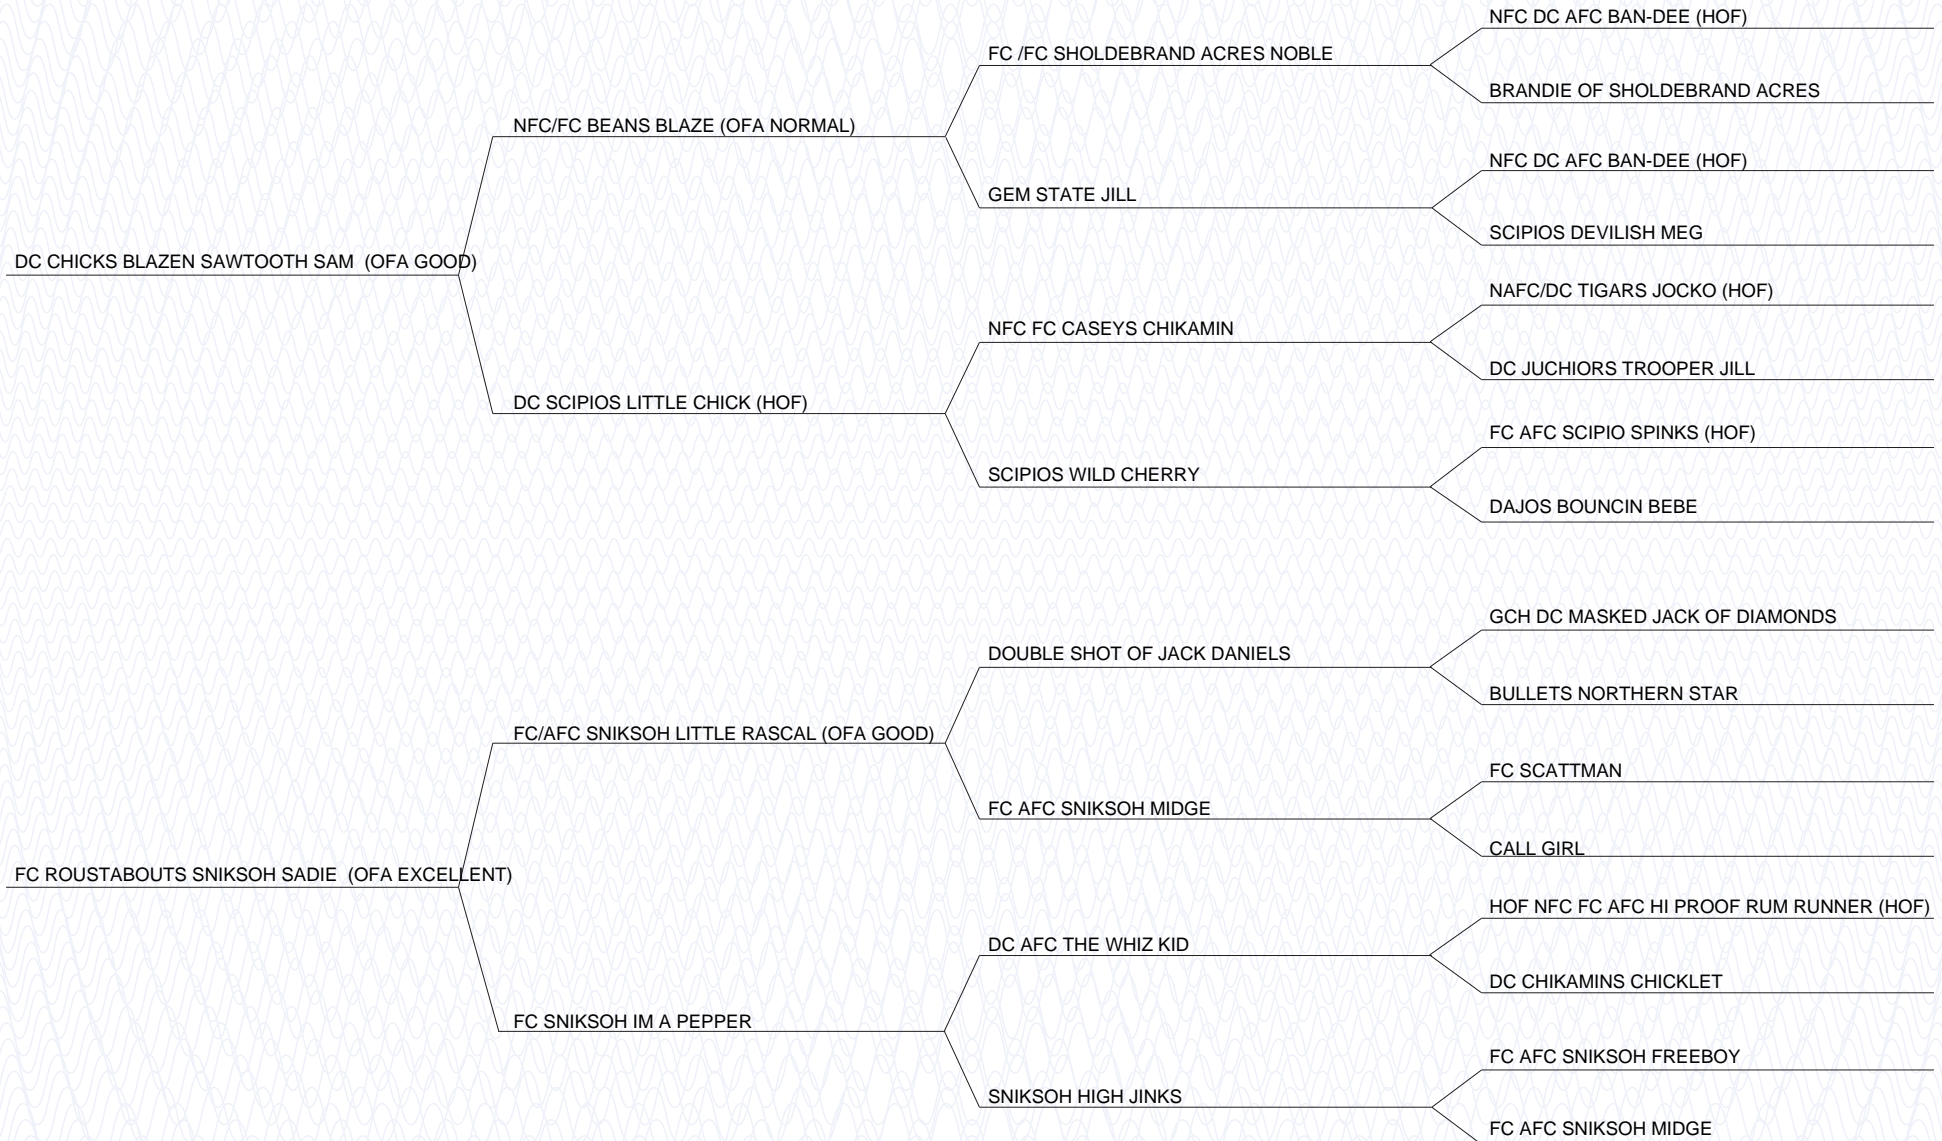 NFC DC AFC BAN-DEE (HOF)
FC /FC SHOLDEBRAND ACRES NOBLE
BRANDIE OF SHOLDEBRAND ACRES
NFC/FC BEANS BLAZE (OFA NORMAL)
NFC DC AFC BAN-DEE (HOF)
GEM STATE JILL
SCIPIOS DEVILISH MEG
DC CHICKS BLAZEN SAWTOOTH SAM  (OFA GOOD)
NAFC/DC TIGARS JOCKO (HOF)
NFC FC CASEYS CHIKAMIN
DC JUCHIORS TROOPER JILL
DC SCIPIOS LITTLE CHICK (HOF)
FC AFC SCIPIO SPINKS (HOF)
SCIPIOS WILD CHERRY
DAJOS BOUNCIN BEBE
GCH DC MASKED JACK OF DIAMONDS
DOUBLE SHOT OF JACK DANIELS
BULLETS NORTHERN STAR
FC/AFC SNIKSOH LITTLE RASCAL (OFA GOOD)
FC SCATTMAN
FC AFC SNIKSOH MIDGE
CALL GIRL
FC ROUSTABOUTS SNIKSOH SADIE  (OFA EXCELLENT)
HOF NFC FC AFC HI PROOF RUM RUNNER (HOF)
DC AFC THE WHIZ KID
DC CHIKAMINS CHICKLET
FC SNIKSOH IM A PEPPER
FC AFC SNIKSOH FREEBOY
SNIKSOH HIGH JINKS
FC AFC SNIKSOH MIDGE